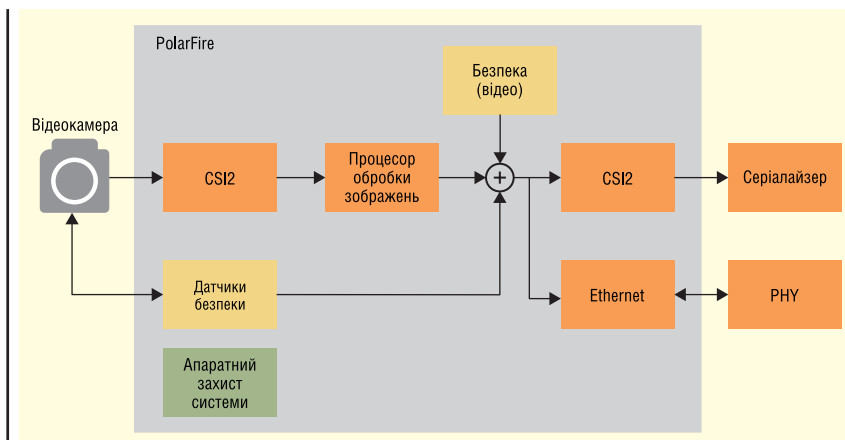 PolarFire
Безпека
(відео)
Відеокамера
CSI2
Процесор
обробки
зображень
CSI2
Серіалайзер
Датчики
безпеки
Ethernet
PHY
Апаратний
захист
системи